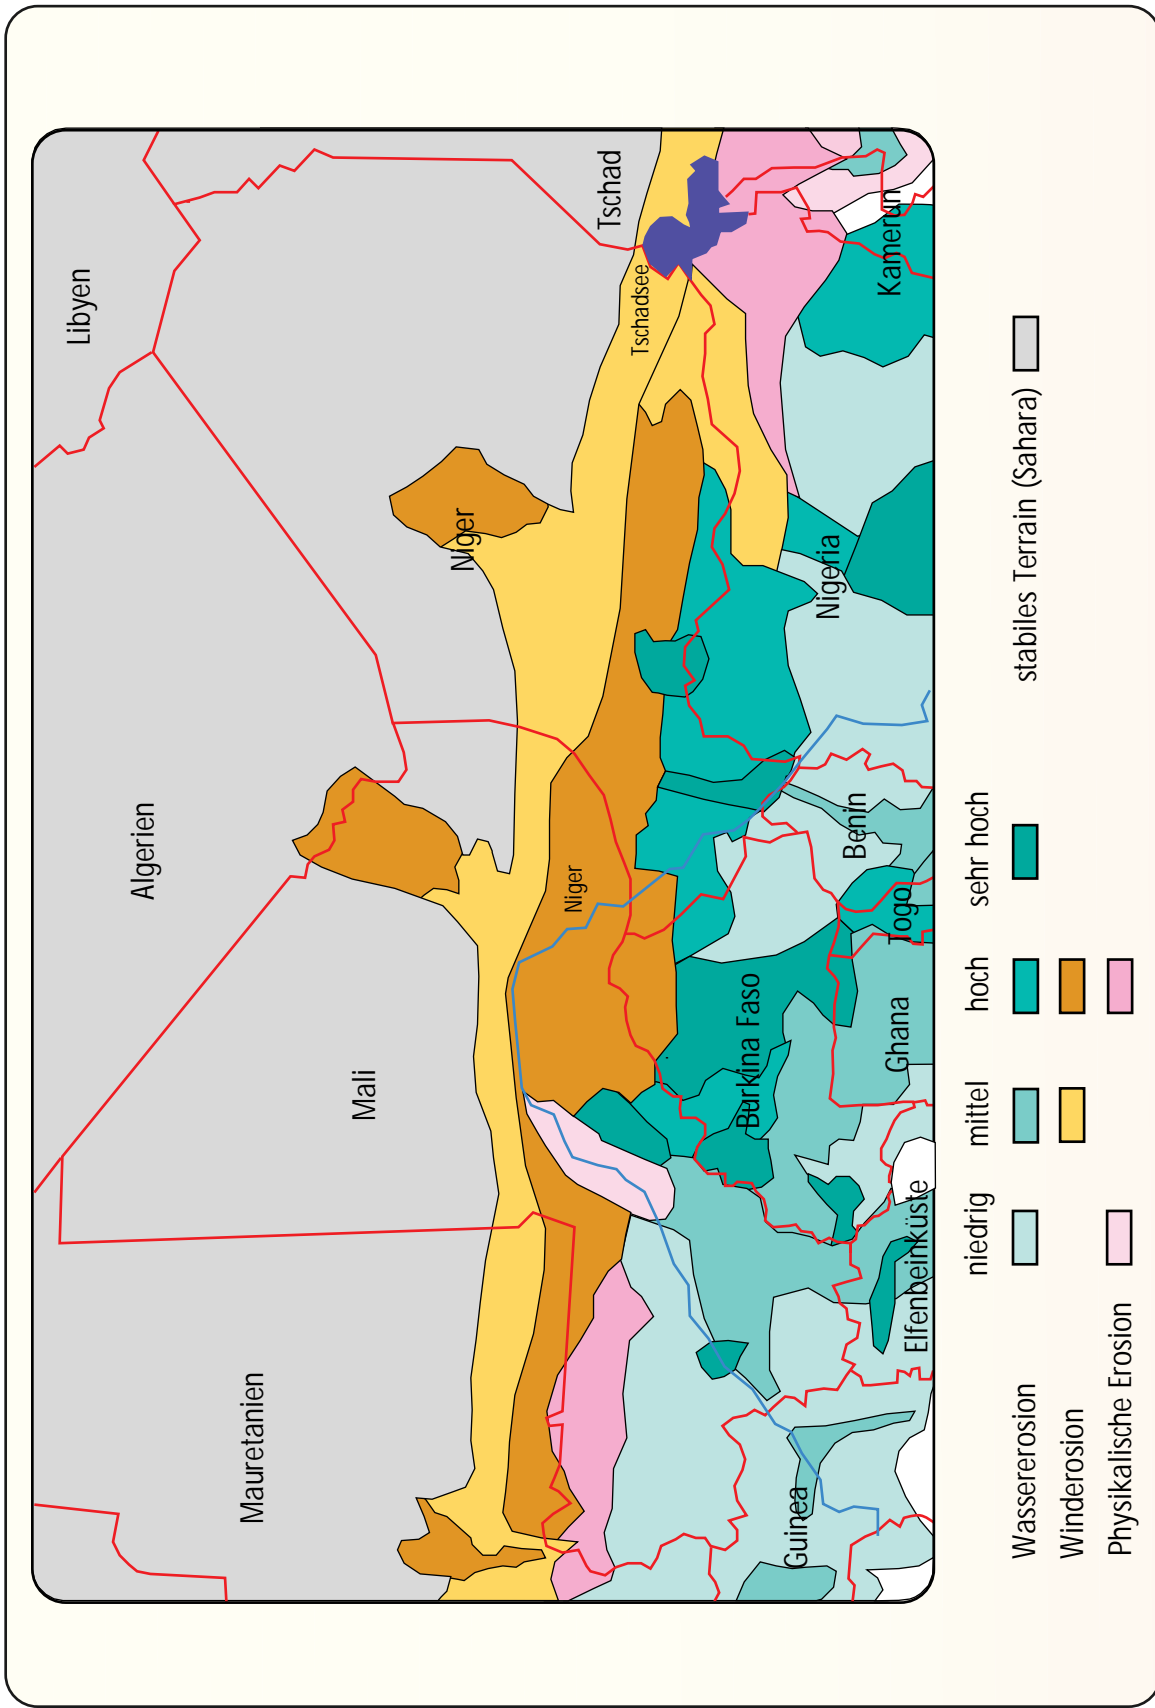 Libyen
Algerien
Mauretanien
Mali
Niger
Tschad
Tschadsee
Niger
Burkina Faso
Nigeria
Benin
Togo
Ghana
Kamerun
Guinea
Elfenbeinküste
niedrig mittel hoch sehr hoch
Wassererosion stabiles Terrain (Sahara)
Winderosion
Physikalische Erosion